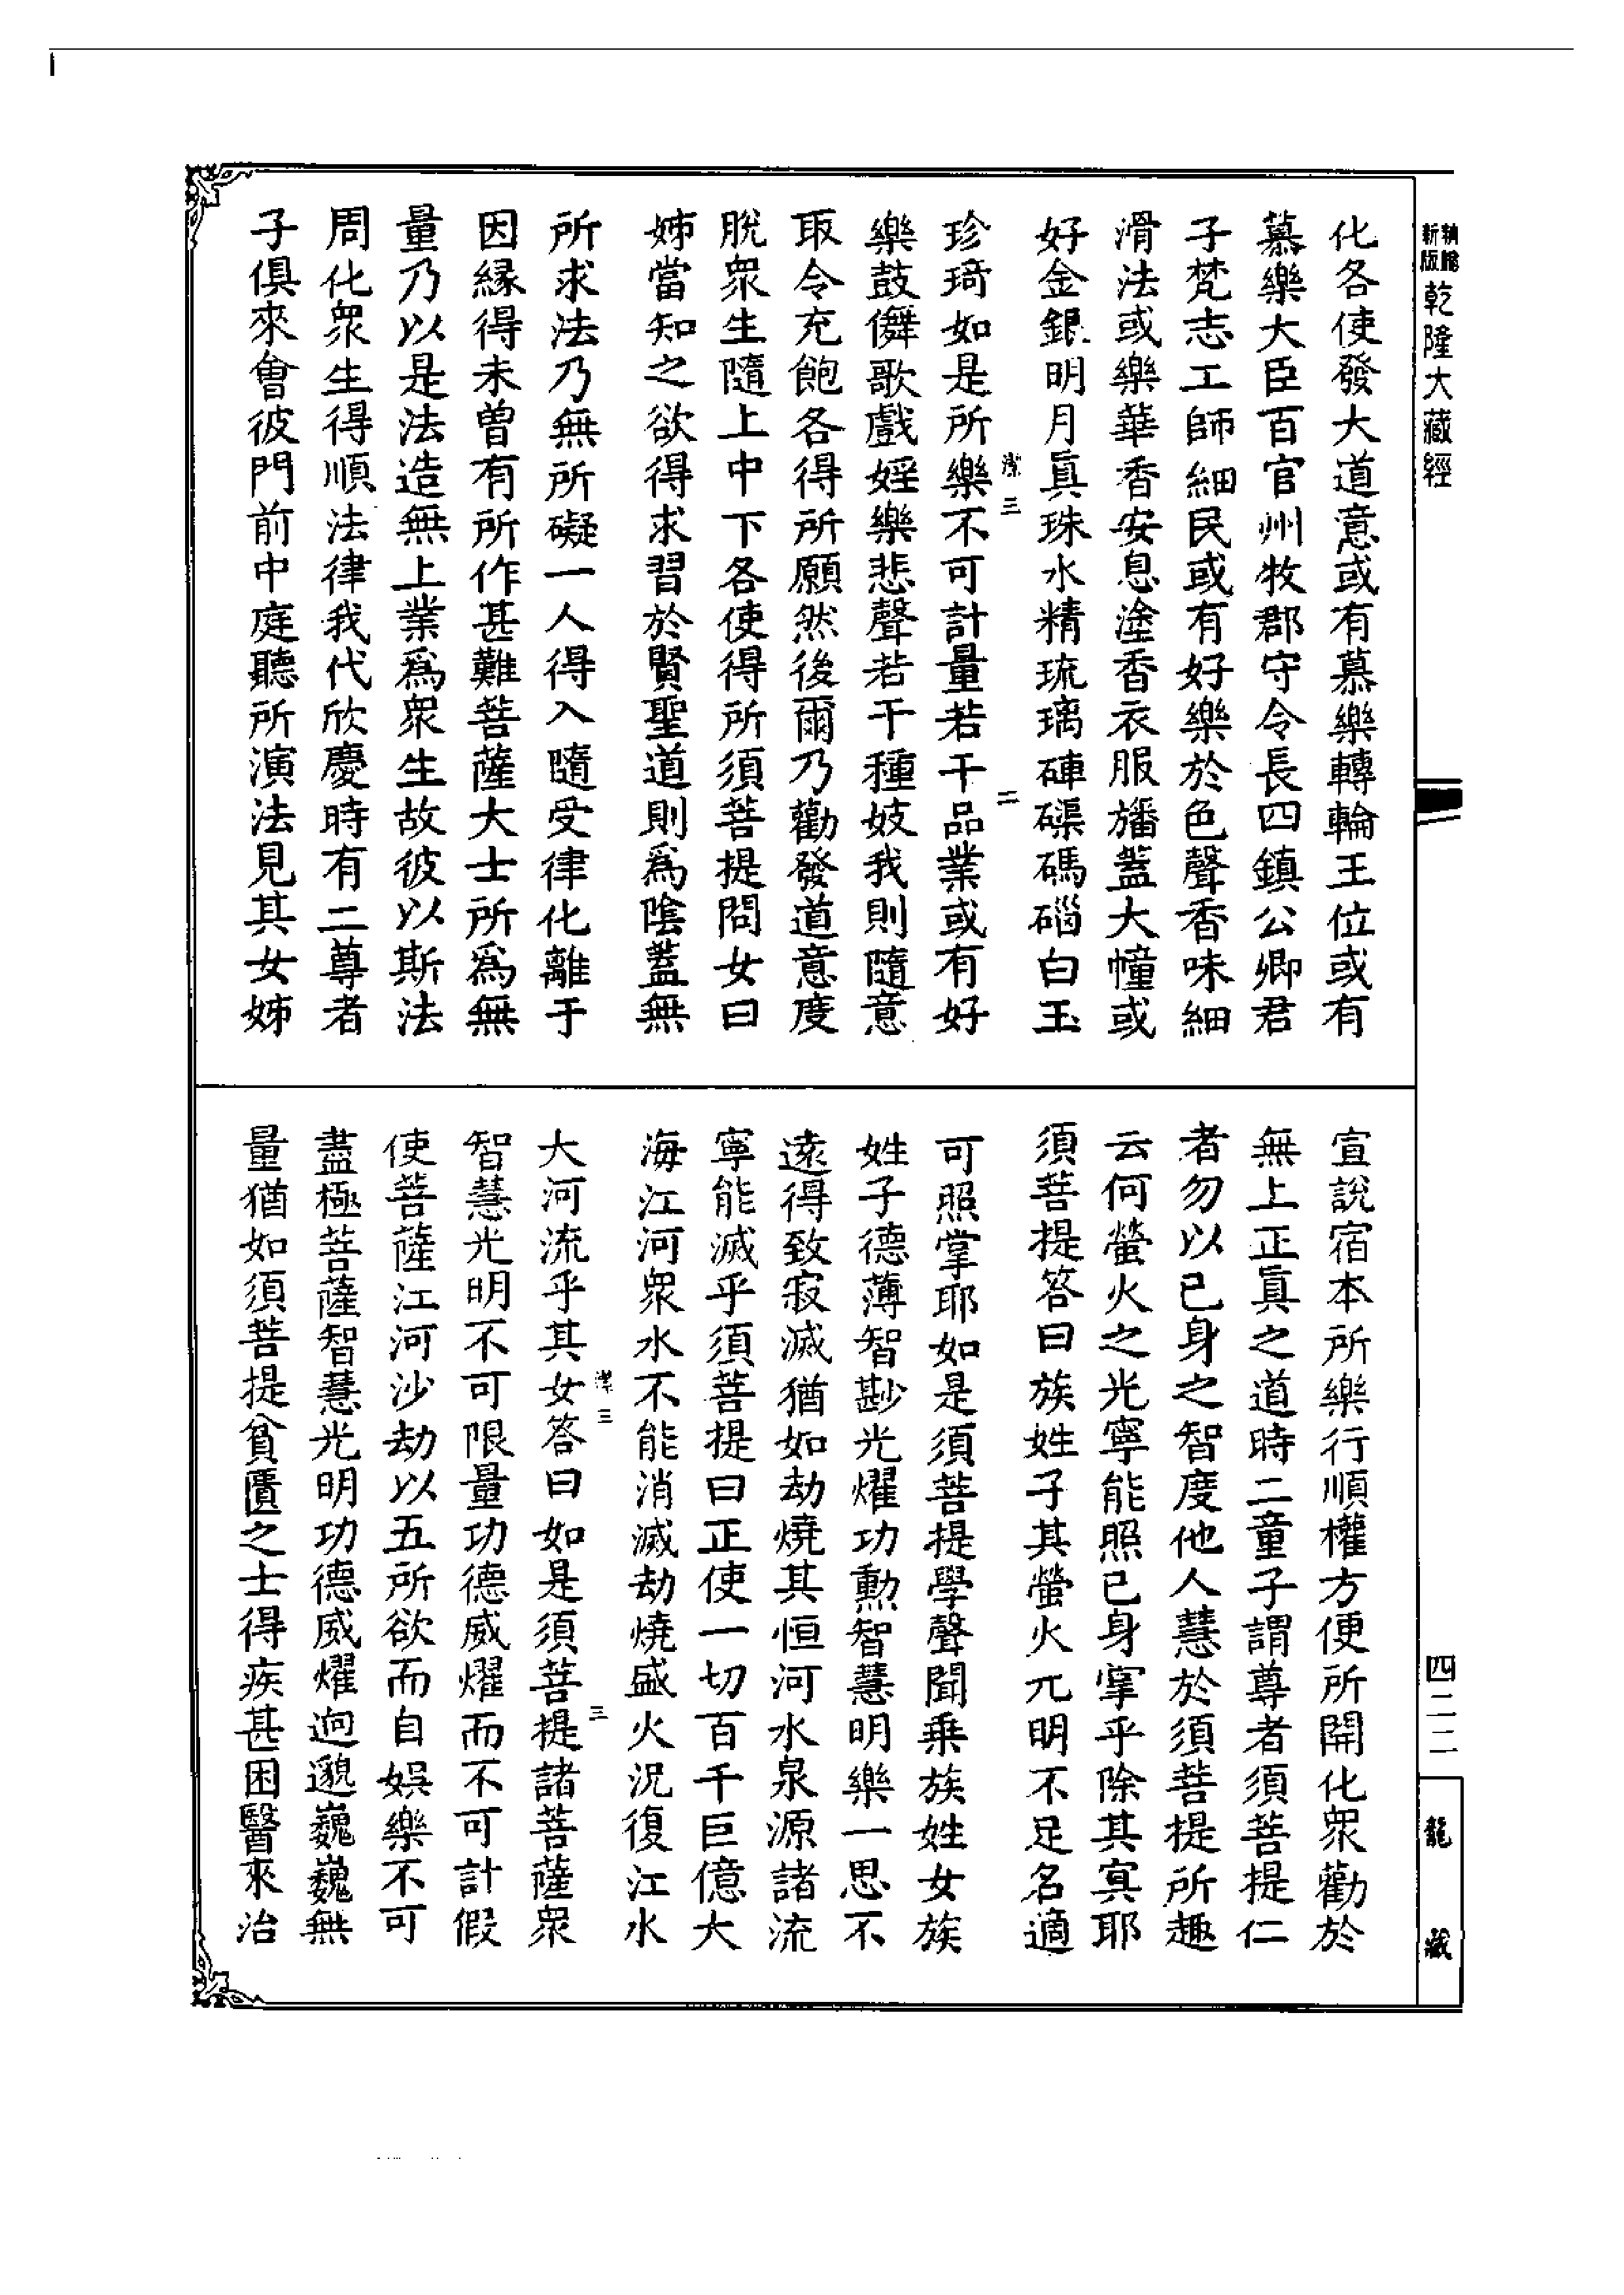 新版
乾隆大藏經
化各使發大道意或有慕樂轉輪王位或有
慕樂大臣百官州牧郡守令長四鎮公卿君
子梵志工師細民或有好樂於色聲香味細
滑法或樂華香安息塗香衣服旛蓋大幢或
好金銀明月真珠水精琉璃硨磲碼碯白玉
潔三 二
珍琦如是所樂不可計量若干品業或有好
樂鼓儛歌戲婬樂悲聲若干種妓我則隨意
取令充飽各得所願然後爾乃勸發道意度
脫衆生隨上中下各使得所須菩提問女曰
姊當知之欲得求習於賢聖道則為陰蓋無
所求法乃無所礙一人得入隨受律化離于
因緣得未曾有所作甚難菩薩大士所為無
量乃以是法造無上業為衆生故彼以斯法
周化衆生得順法律我代欣慶時有二尊者
子俱來會彼門前中庭聽所演法見其女姊
宣說宿本所樂行順權方便所開化衆勸於
無上正真之道時二童子謂尊者須菩提仁
者勿以己身之智度他人慧於須菩提所趣
云何螢火之光寧能照己身寧乎除其冥耶
須菩提答曰族姓子其螢火兀明不足名適
可照掌耶如是須菩提學聲聞乘族姓女族
姓子德薄智尠光燿功勲智慧明樂一思不
遠得致寂滅猶如劫燒其恒河水泉源諸流
寧能滅乎須菩提曰正使一切百千巨億大
海江河衆水不能消滅劫燒盛火況復江水
潔三 三
大河流乎其女答曰如是須菩提諸菩薩衆
智慧光明不可限量功德威燿而不可計假
使菩薩江河沙劫以五所欲而自娛樂不可
盡極菩薩智慧光明功德威燿逈邈巍巍無
量猶如須菩提貧匱之士得疾甚困醫來治
四二二
龍藏